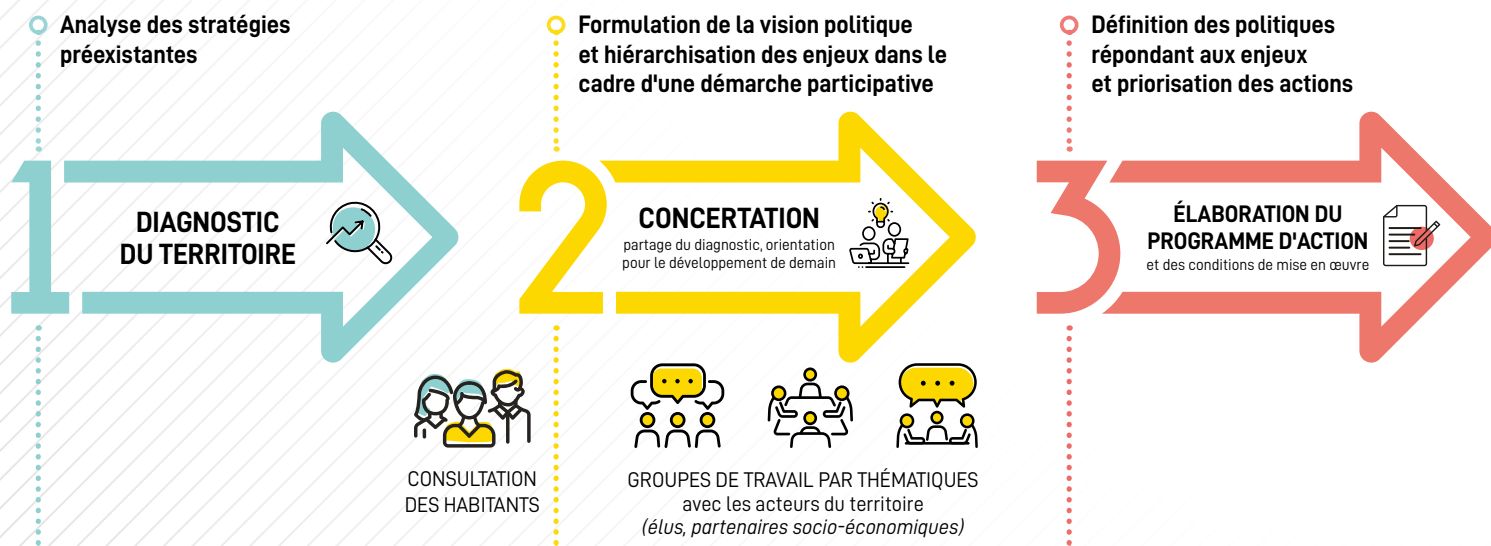 Analyse des stratégies
préexistantes
1
DIAGNOSTIC
DU TERRITOIRE
CONSULTATION
DES HABITANTS
Formulation de la vision politique
et hiérarchisation des enjeux dans le
cadre d'une démarche participative
2
CONCERTATION
partage du diagnostic, orientation
pour le développement de demain
GROUPES DE TRAVAIL PAR THÉMATIQUES
avec les acteurs du territoire
(élus, partenaires socio-économiques)
Définition des politiques
répondant aux enjeux
et priorisation des actions
3
ÉLABORATION DU
PROGRAMME D'ACTION
et des conditions de mise en œuvre